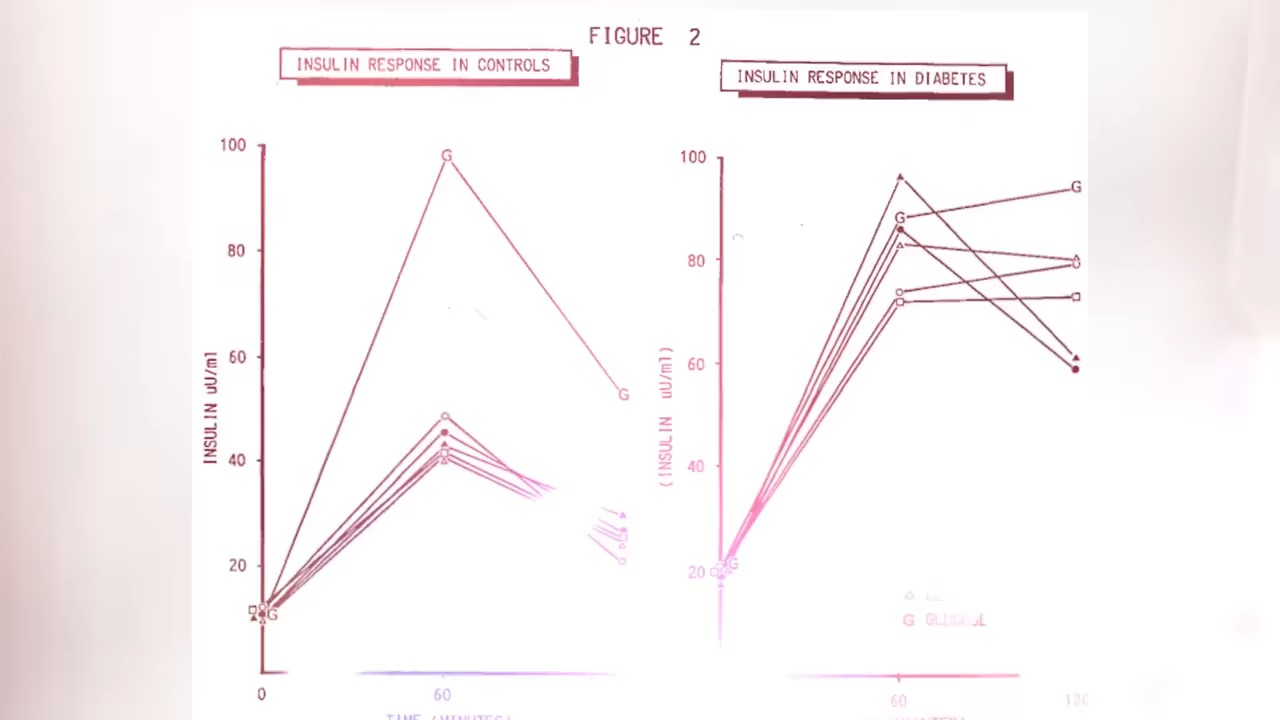 FIGURE 2
INSULIN RESPONSE IN CONTROLS
INSULIN uU/ml
100
80
60
40
20
0
60
G
G
G
INSULIN RESPONSE IN DIABETES
(INSULIN uU/ml)
100
80
60
40
20
60
G
G
G
G GLUCOSE